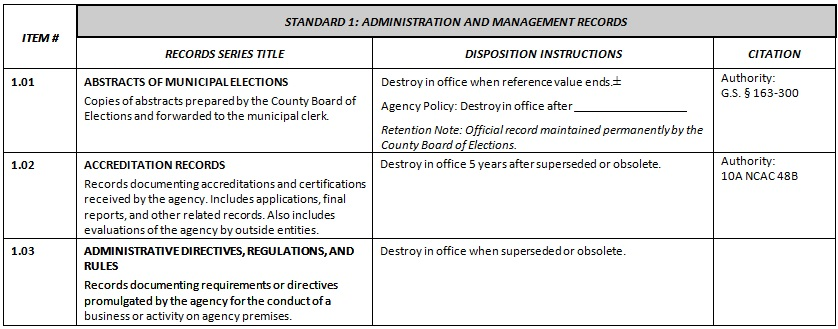 ITEM #
STANDARD 1: ADMINISTRATION AND MANAGEMENT RECORDS
RECORDS SERIES TITLE
DISPOSITION INSTRUCTIONS
CITATION
1.01
ABSTRACTS OF MUNICIPAL ELECTIONS
Copies of abstracts prepared by the County Board of
Elections and forwarded to the municipal clerk.
Destroy in office when reference value ends.±
Agency Policy: Destroy in office after ___________________
Retention Note: Official record maintained permanently by the
County Board of Elections.
Authority:
G.S. § 163-300
1.02
ACCREDITATION RECORDS
Records documenting accreditations and certifications
received by the agency. Includes applications, final
reports, and other related records. Also includes
evaluations of the agency by outside entities.
Destroy in office 5 years after superseded or obsolete.
Authority:
10A NCAC 48B
1.03
ADMINISTRATIVE DIRECTIVES, REGULATIONS, AND
RULES
Records documenting requirements or directives
promulgated by the agency for the conduct of a
business or activity on agency premises.
Destroy in office when superseded or obsolete.